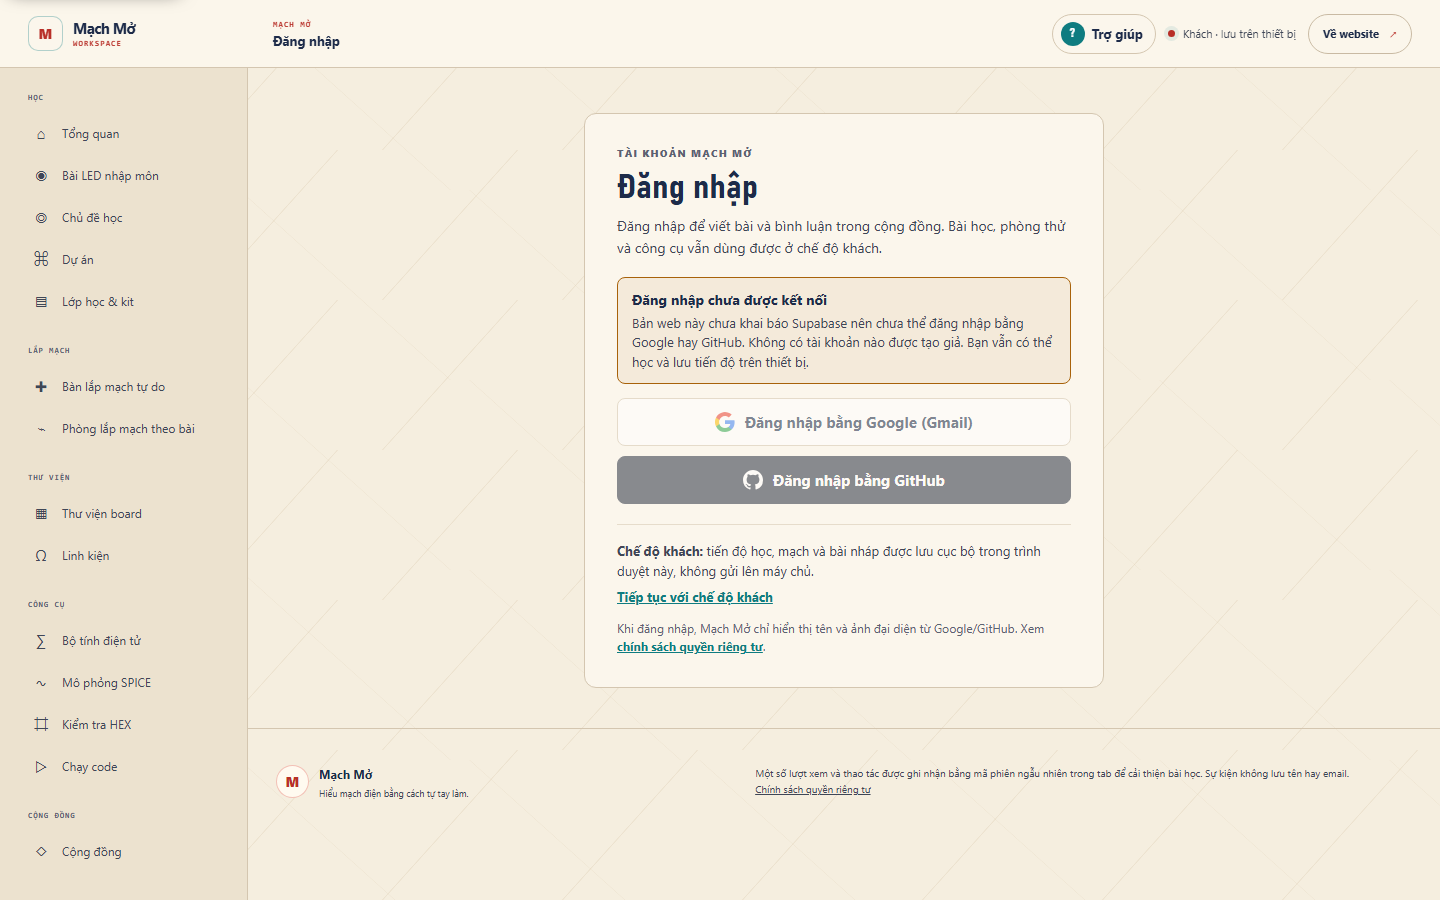 M
Mạch Mở
WORKSPACE
MẠCH MỞ
Đăng nhập
? Trợ giúp
Khách · lưu trên thiết bị
Về website ↗
HỌC
Tổng quan
Bài LED nhập môn
Chủ đề học
Dự án
Lớp học & kit
LẮP MẠCH
Bàn lắp mạch tự do
Phòng lắp mạch theo bài
THƯ VIỆN
Thư viện board
Linh kiện
CÔNG CỤ
Bộ tính điện tử
Mô phỏng SPICE
Kiểm tra HEX
Chạy code
CỘNG ĐỒNG
Cộng đồng
TÀI KHOẢN MẠCH MỞ
Đăng nhập
Đăng nhập để viết bài và bình luận trong cộng đồng. Bài học, phòng thử
và công cụ vẫn dùng được ở chế độ khách.
Đăng nhập chưa được kết nối
Bản web này chưa khai báo Supabase nên chưa thể đăng nhập bằng
Google hay GitHub. Không có tài khoản nào được tạo giả. Bạn vẫn có thể
học và lưu tiến độ trên thiết bị.
Đăng nhập bằng Google (Gmail)
Đăng nhập bằng GitHub
Chế độ khách: tiến độ học, mạch và bài nháp được lưu cục bộ trong trình
duyệt này, không gửi lên máy chủ.
Tiếp tục với chế độ khách
Khi đăng nhập, Mạch Mở chỉ hiển thị tên và ảnh đại diện từ Google/GitHub. Xem
chính sách quyền riêng tư.
M
Mạch Mở
Hiểu mạch điện bằng cách tự tay làm.
Một số lượt xem và thao tác được ghi nhận bằng mã phiên ngẫu nhiên trong tab để cải thiện bài học. Sự kiện không lưu tên hay email.
Chính sách quyền riêng tư